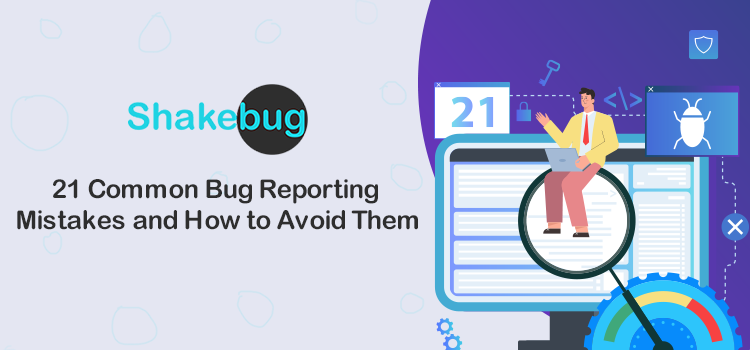 Shakebug
21 Common Bug Reporting
Mistakes and How to Avoid Them
21
</>